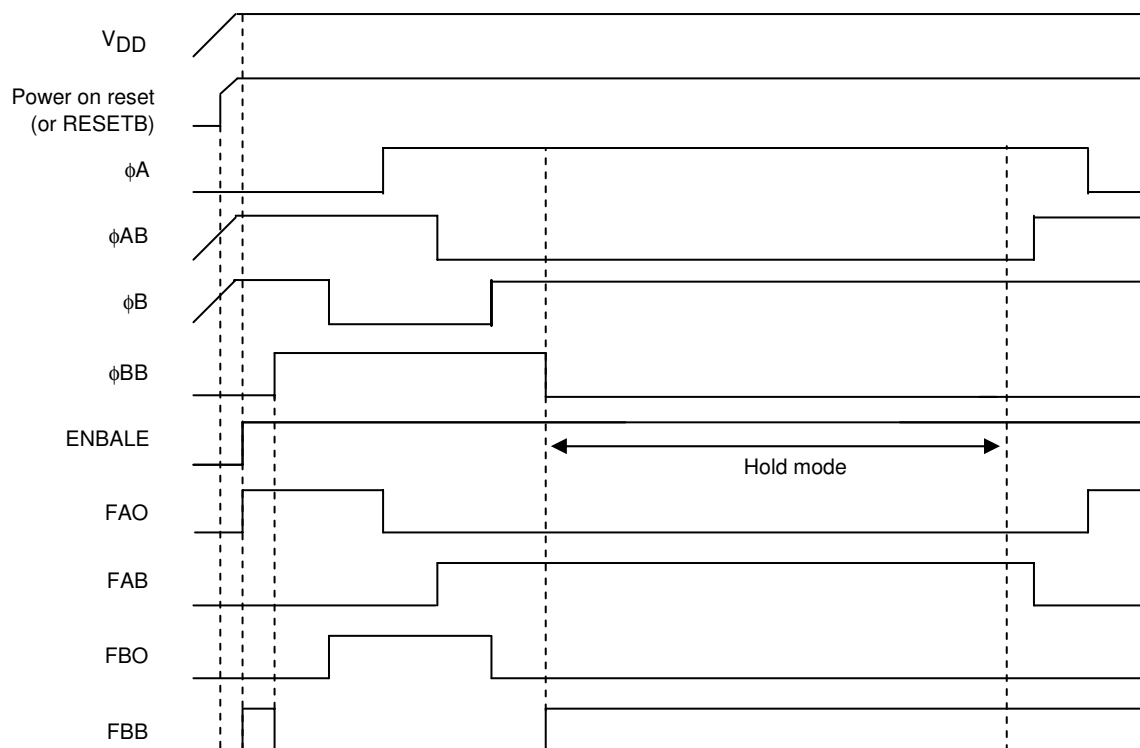 VDD
Power on reset
(or RESETB)
ϕA
ϕAB
ϕB
ϕBB
ENBALE
Hold mode
FAO
FAB
FBO
FBB